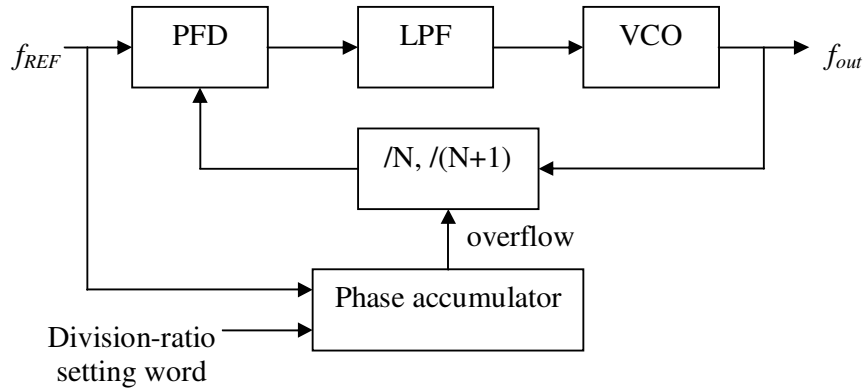 PFD
LPF
VCO
fREF
fout
/N, /(N+1)
overflow
Phase accumulator
Division-ratio
setting word